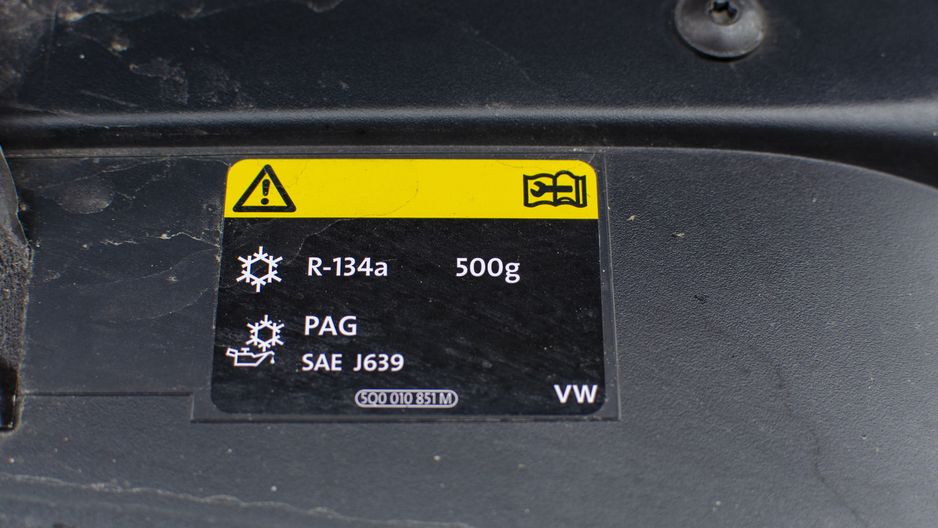 R-134a 500g
PAG
SAE J639
5Q0 010 851 M
VW